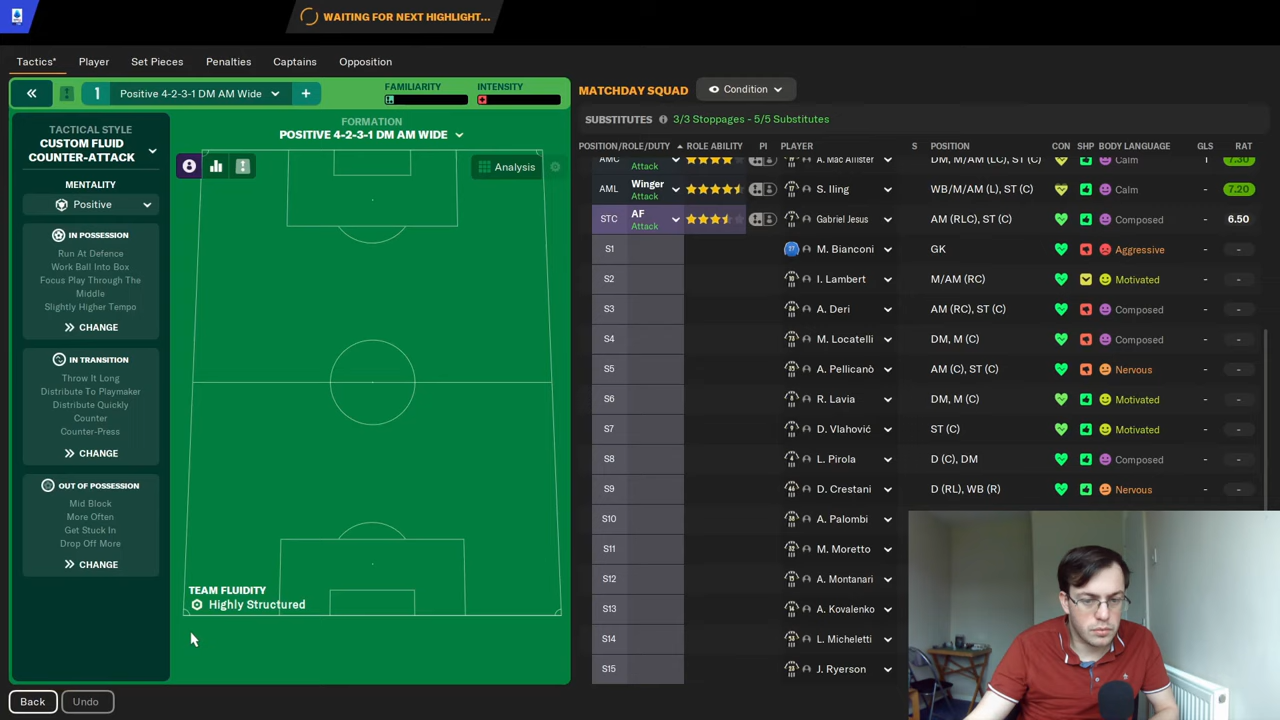 WAITING FOR NEXT HIGHLIGHT...
Tactics* Player Set Pieces Penalties Captains Opposition
1 Positive 4-2-3-1 DM AM Wide
FAMILIARITY INTENSITY
TACTICAL STYLE
CUSTOM FLUID
COUNTER-ATTACK
MENTALITY
Positive
IN POSSESSION
Run At Defence
Work Ball Into Box
Focus Play Through The
Middle
Slightly Higher Tempo
CHANGE
IN TRANSITION
Throw It Long
Distribute To Playmaker
Distribute Quickly
Counter
Counter-Press
CHANGE
OUT OF POSSESSION
Mid Block
More Often
Get Stuck In
Drop Off More
CHANGE
FORMATION
POSITIVE 4-2-3-1 DM AM WIDE
Analysis
TEAM FLUIDITY
Highly Structured
Back Undo
MATCHDAY SQUAD Condition
SUBSTITUTES 3/3 Stoppages - 5/5 Substitutes
POSITION/ROLE/DUTY ROLE ABILITY PI PLAYER S POSITION CON SHP BODY LANGUAGE GLS RAT
AMC Attack A. Mac Allister DM, M/AM (LC), ST (C) Calm 1 7.30
AML Winger Attack S. Iling WB/M/AM (L), ST (C) Calm - 7.20
STC AF Attack Gabriel Jesus AM (RLC), ST (C) Composed - 6.50
S1 M. Bianconi GK Aggressive - -
S2 I. Lambert M/AM (RC) Motivated - -
S3 A. Deri AM (RC), ST (C) Composed - -
S4 M. Locatelli DM, M (C) Composed - -
S5 A. Pellicanò AM (C), ST (C) Nervous - -
S6 R. Lavia DM, M (C) Motivated - -
S7 D. Vlahović ST (C) Motivated - -
S8 L. Pirola D (C), DM Composed - -
S9 D. Crestani D (RL), WB (R) Nervous - -
S10 A. Palombi
S11 M. Moretto
S12 A. Montanari
S13 A. Kovalenko
S14 L. Micheletti
S15 J. Ryerson